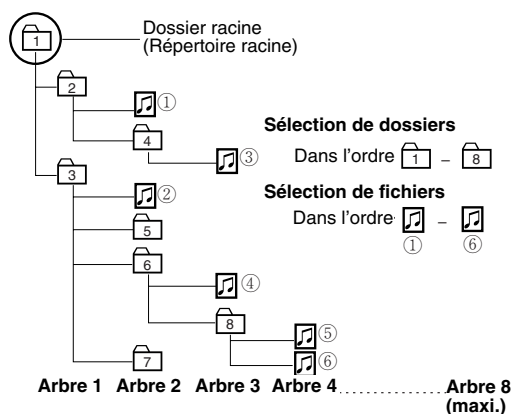 1
Dossier racine
(Répertoire racine)
2
①
4
Sélection de dossiers
③
Dans l'ordre 1 – 8
3
②
Sélection de fichiers
5
Dans l'ordre –
① ⑥
6
④
8
⑤
7
⑥
Arbre 1 Arbre 2 Arbre 3 Arbre 4 .............. Arbre 8
(maxi.)